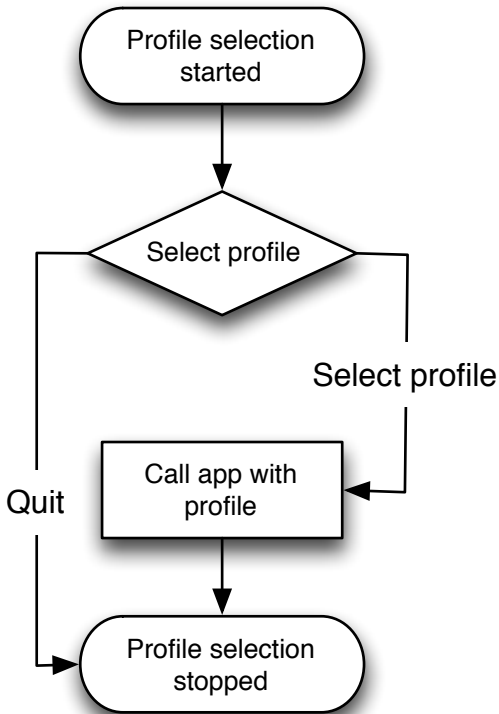 Profile selection
started
Select profile
Select profile
Call app with
profile
Quit
Profile selection
stopped